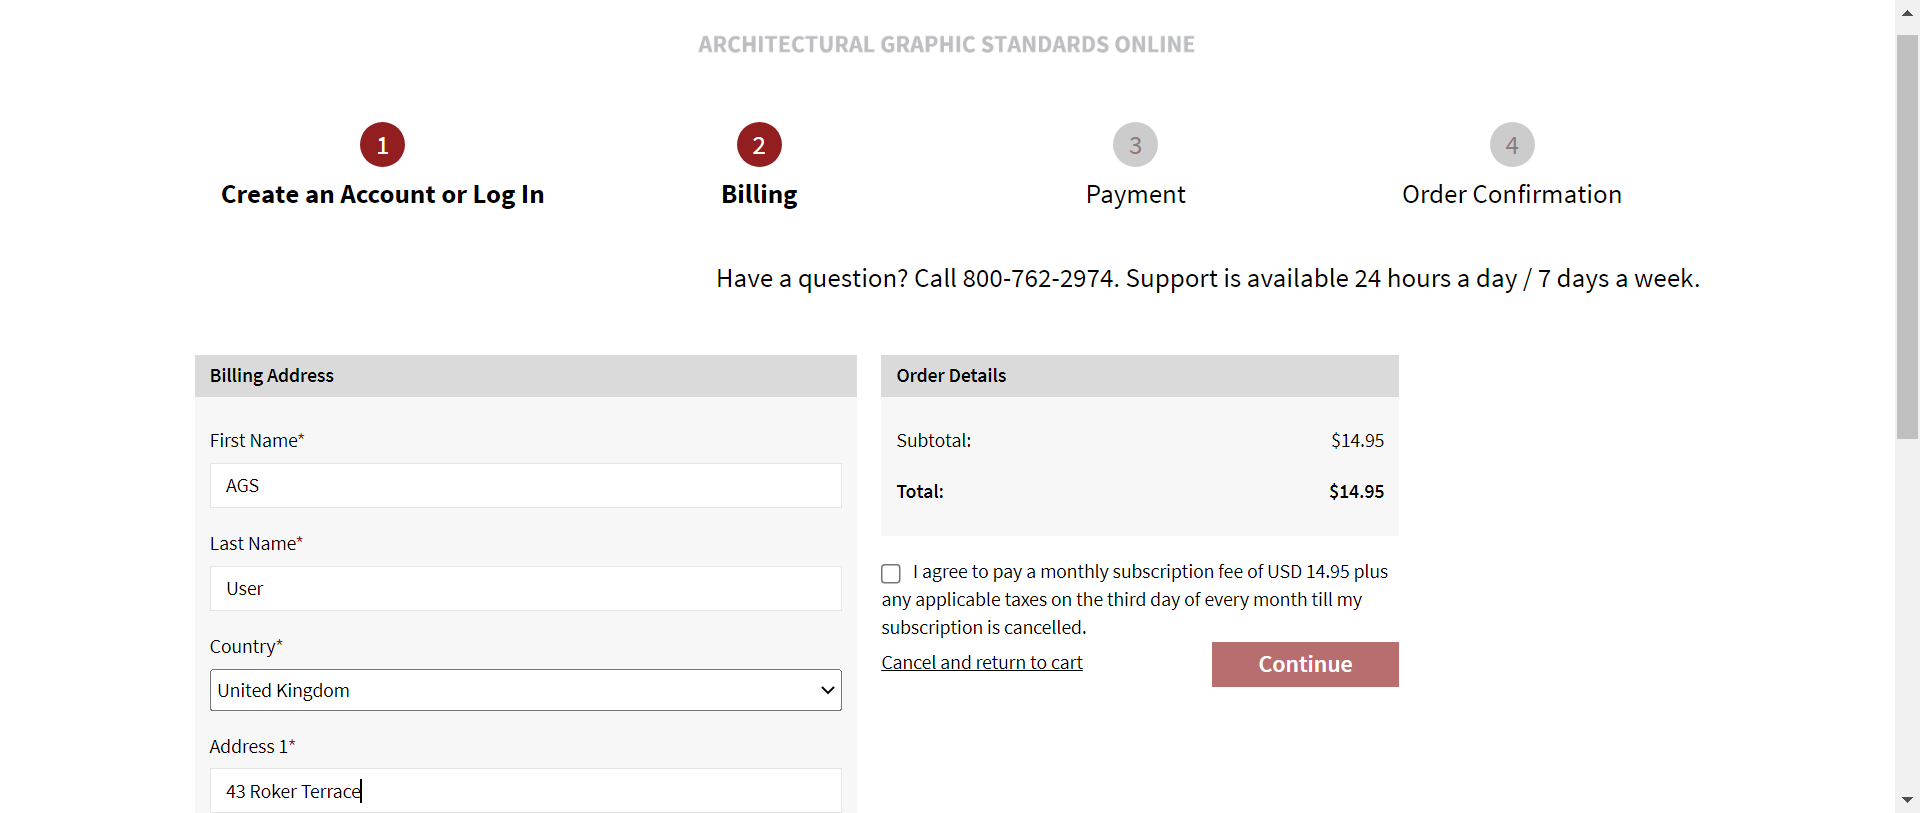 ARCHITECTURAL GRAPHIC STANDARDS ONLINE
1
2
3
4
Create an Account or Log In
Billing
Payment
Order Confirmation
Have a question? Call 800-762-2974. Support is available 24 hours a day / 7 days a week.
Billing Address
First Name*
AGS
Last Name*
User
Country*
United Kingdom
Address 1*
43 Roker Terrace
Order Details
Subtotal: $14.95
Total: $14.95
I agree to pay a monthly subscription fee of USD 14.95 plus
any applicable taxes on the third day of every month till my
subscription is cancelled.
Cancel and return to cart
Continue